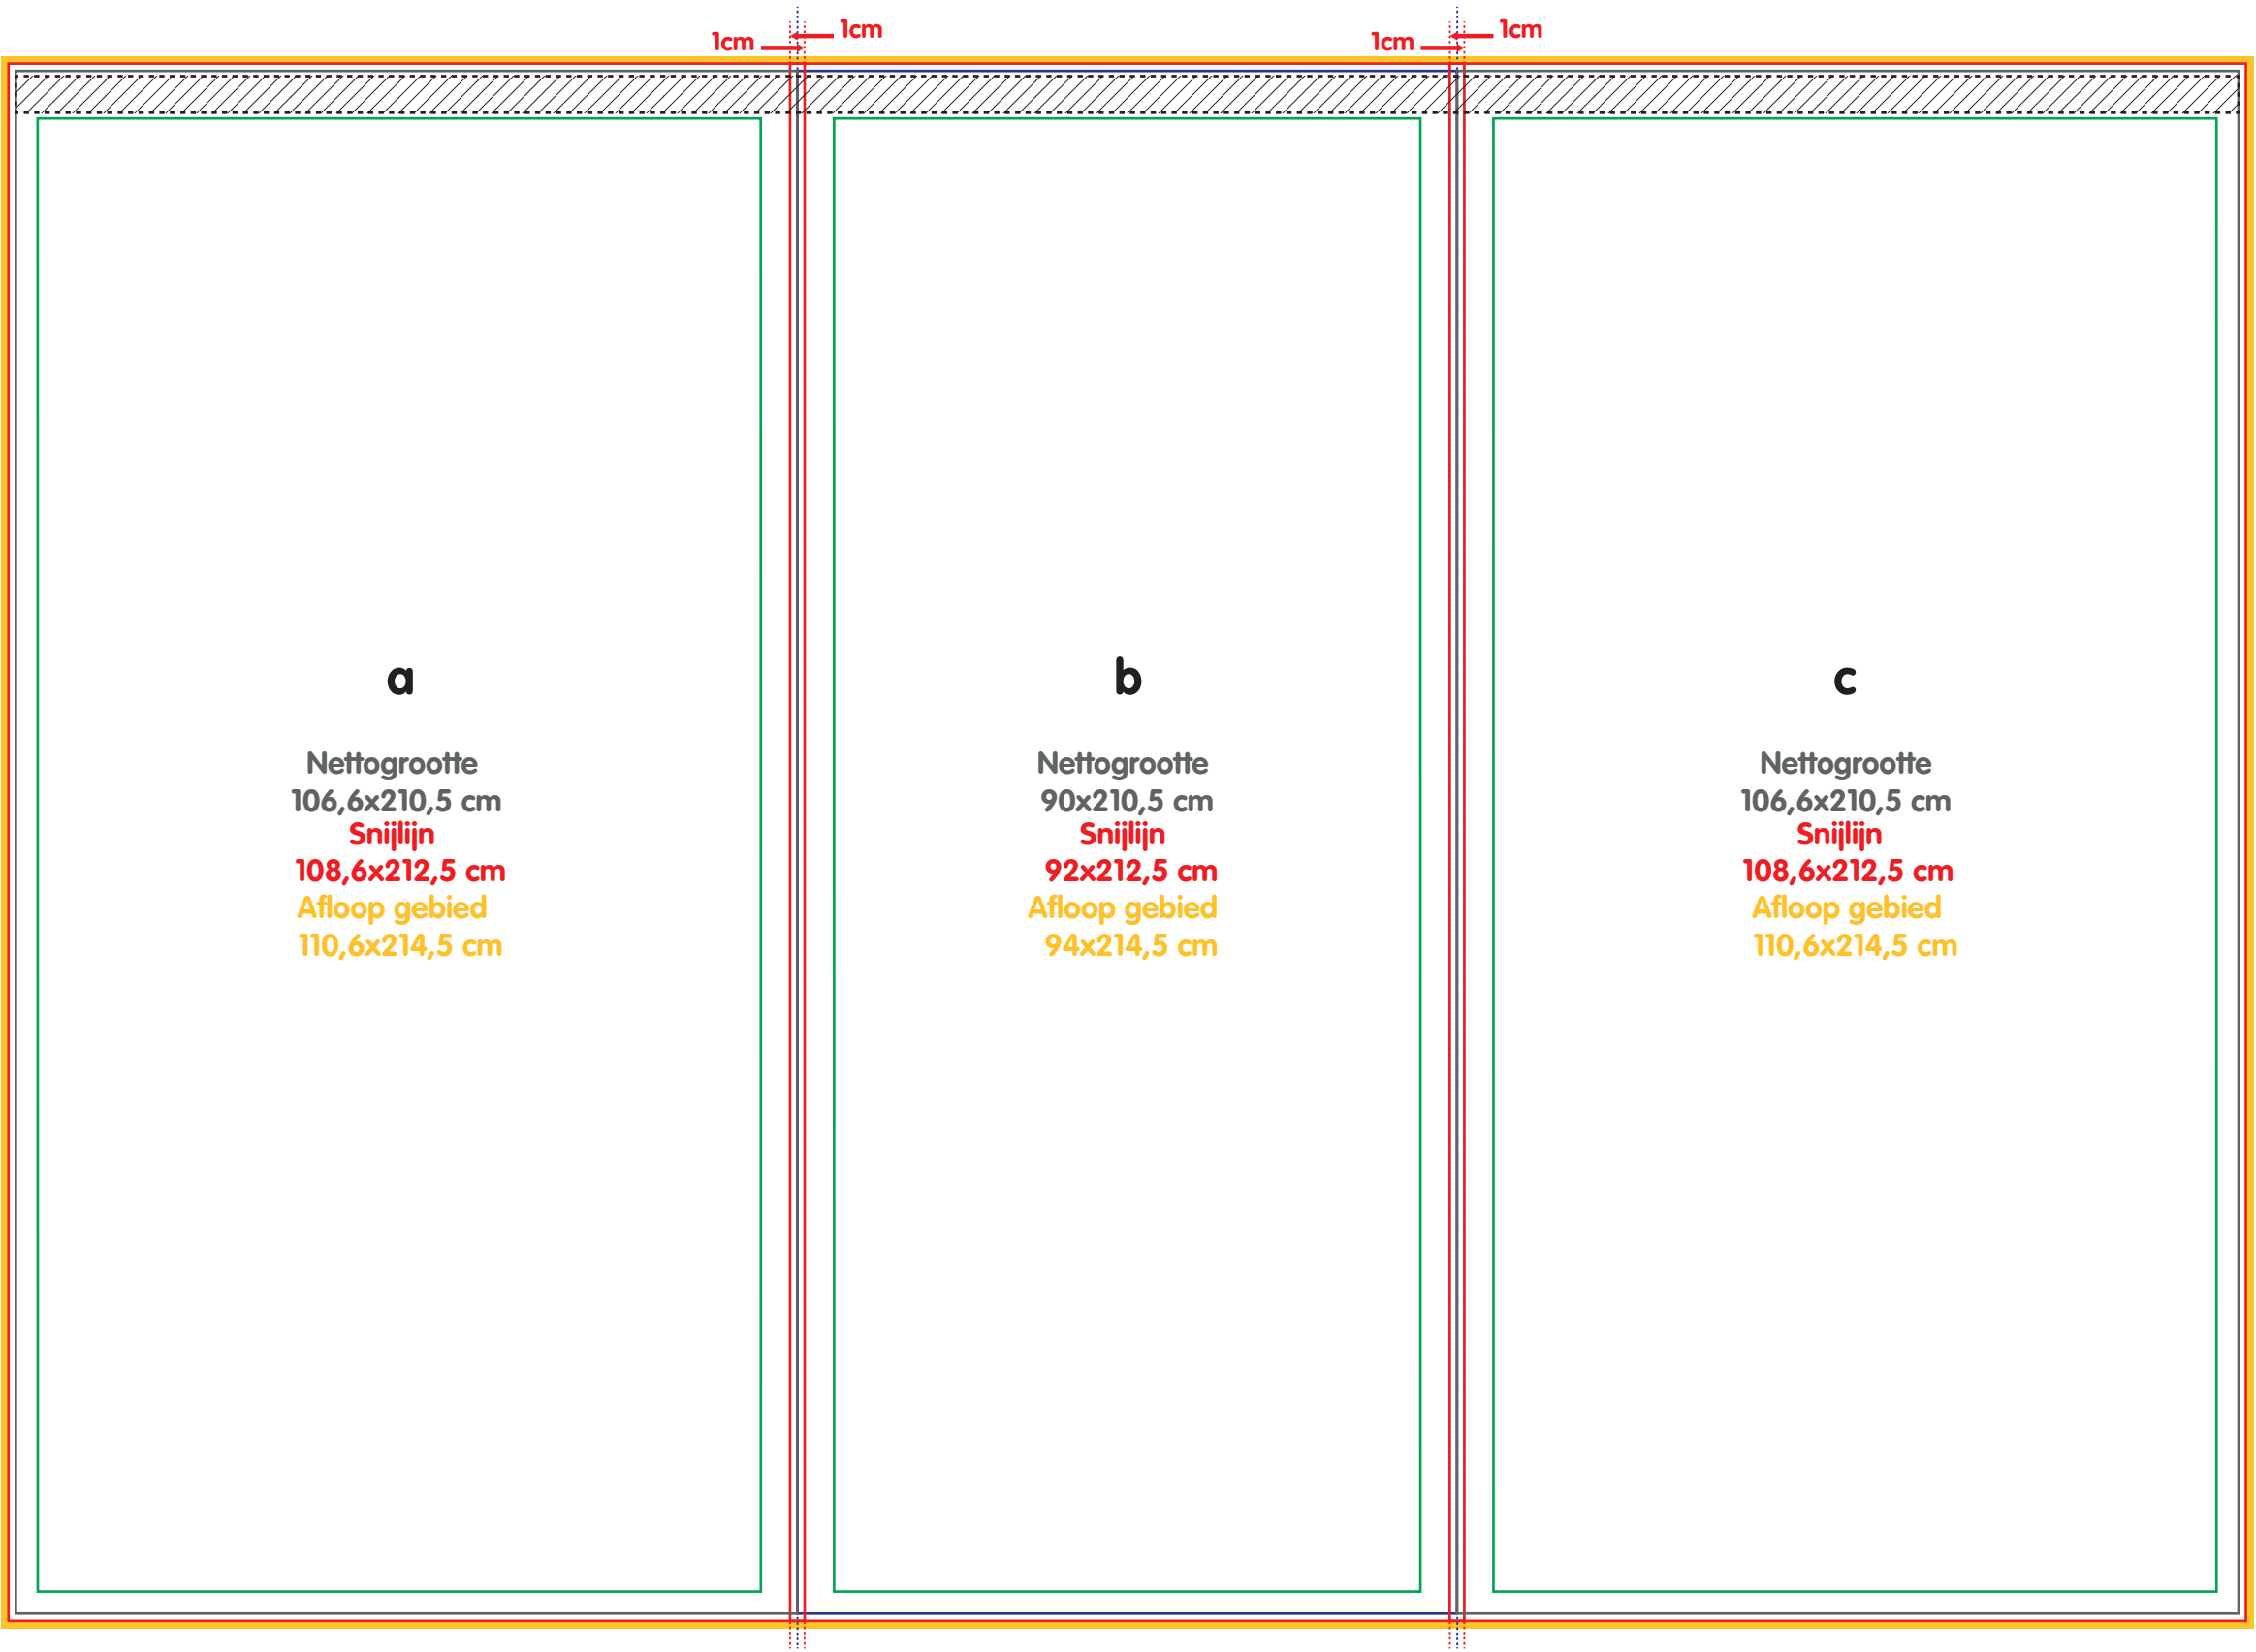 1cm
1cm
1cm
1cm
a
Nettogrootte
106,6x210,5 cm
Snijlijn
108,6x212,5 cm
Afloop gebied
110,6x214,5 cm
b
Nettogrootte
90x210,5 cm
Snijlijn
92x212,5 cm
Afloop gebied
94x214,5 cm
c
Nettogrootte
106,6x210,5 cm
Snijlijn
108,6x212,5 cm
Afloop gebied
110,6x214,5 cm